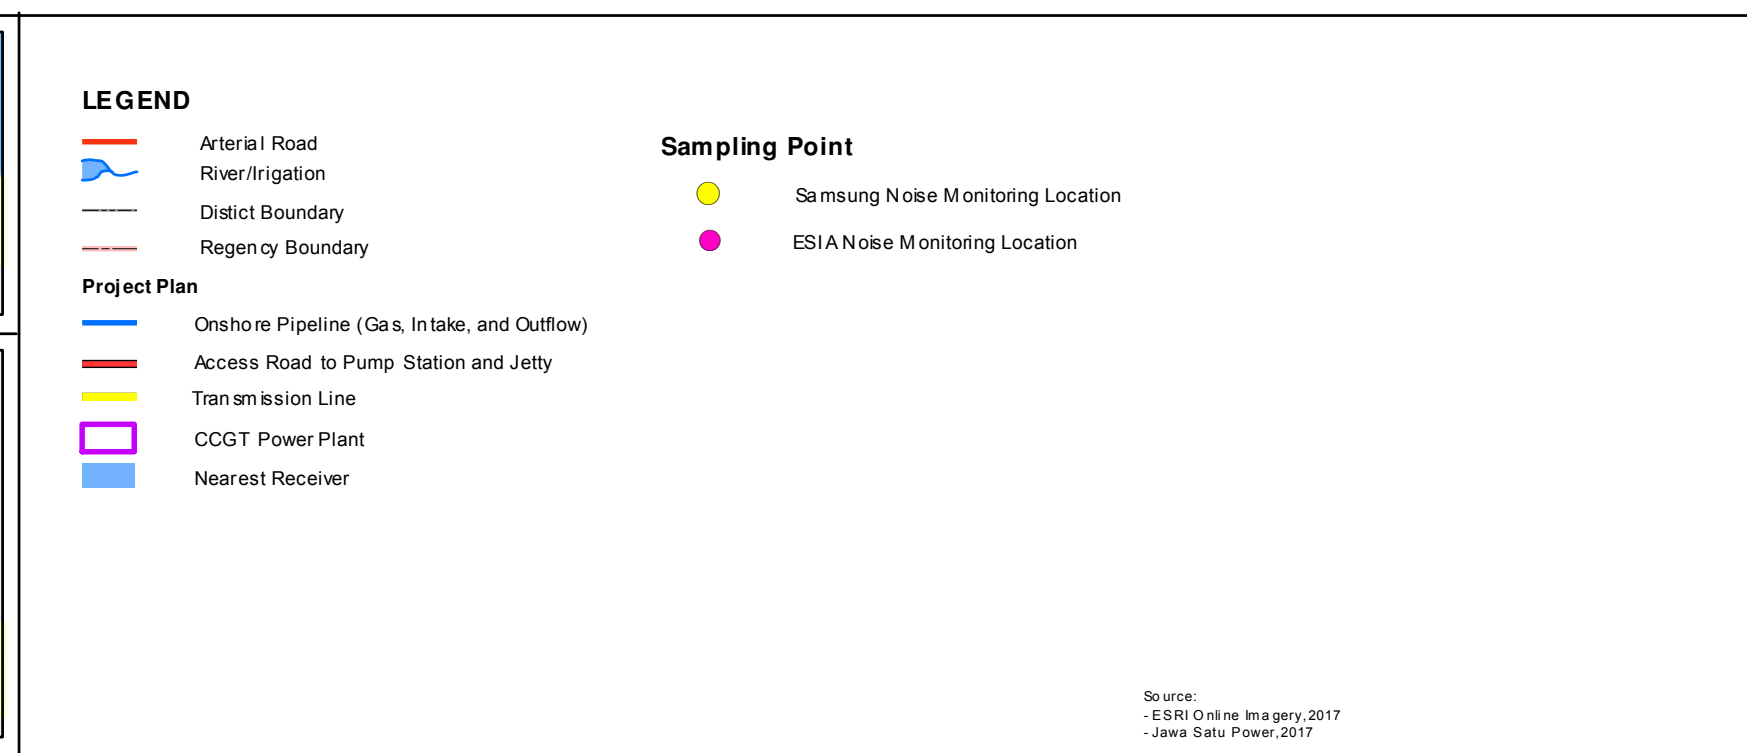 LEGEND
Arterial Road
River/Irigation
Distict Boundary
Regency Boundary
Project Plan
Onshore Pipeline (Gas, Intake, and Outflow)
Access Road to Pump Station and Jetty
Transmission Line
CCGT Power Plant
Nearest Receiver
Sampling Point
Samsung Noise Monitoring Location
ESIA Noise Monitoring Location
Source:
- ESRI Online Imagery,2017
- Jawa Satu Power,2017